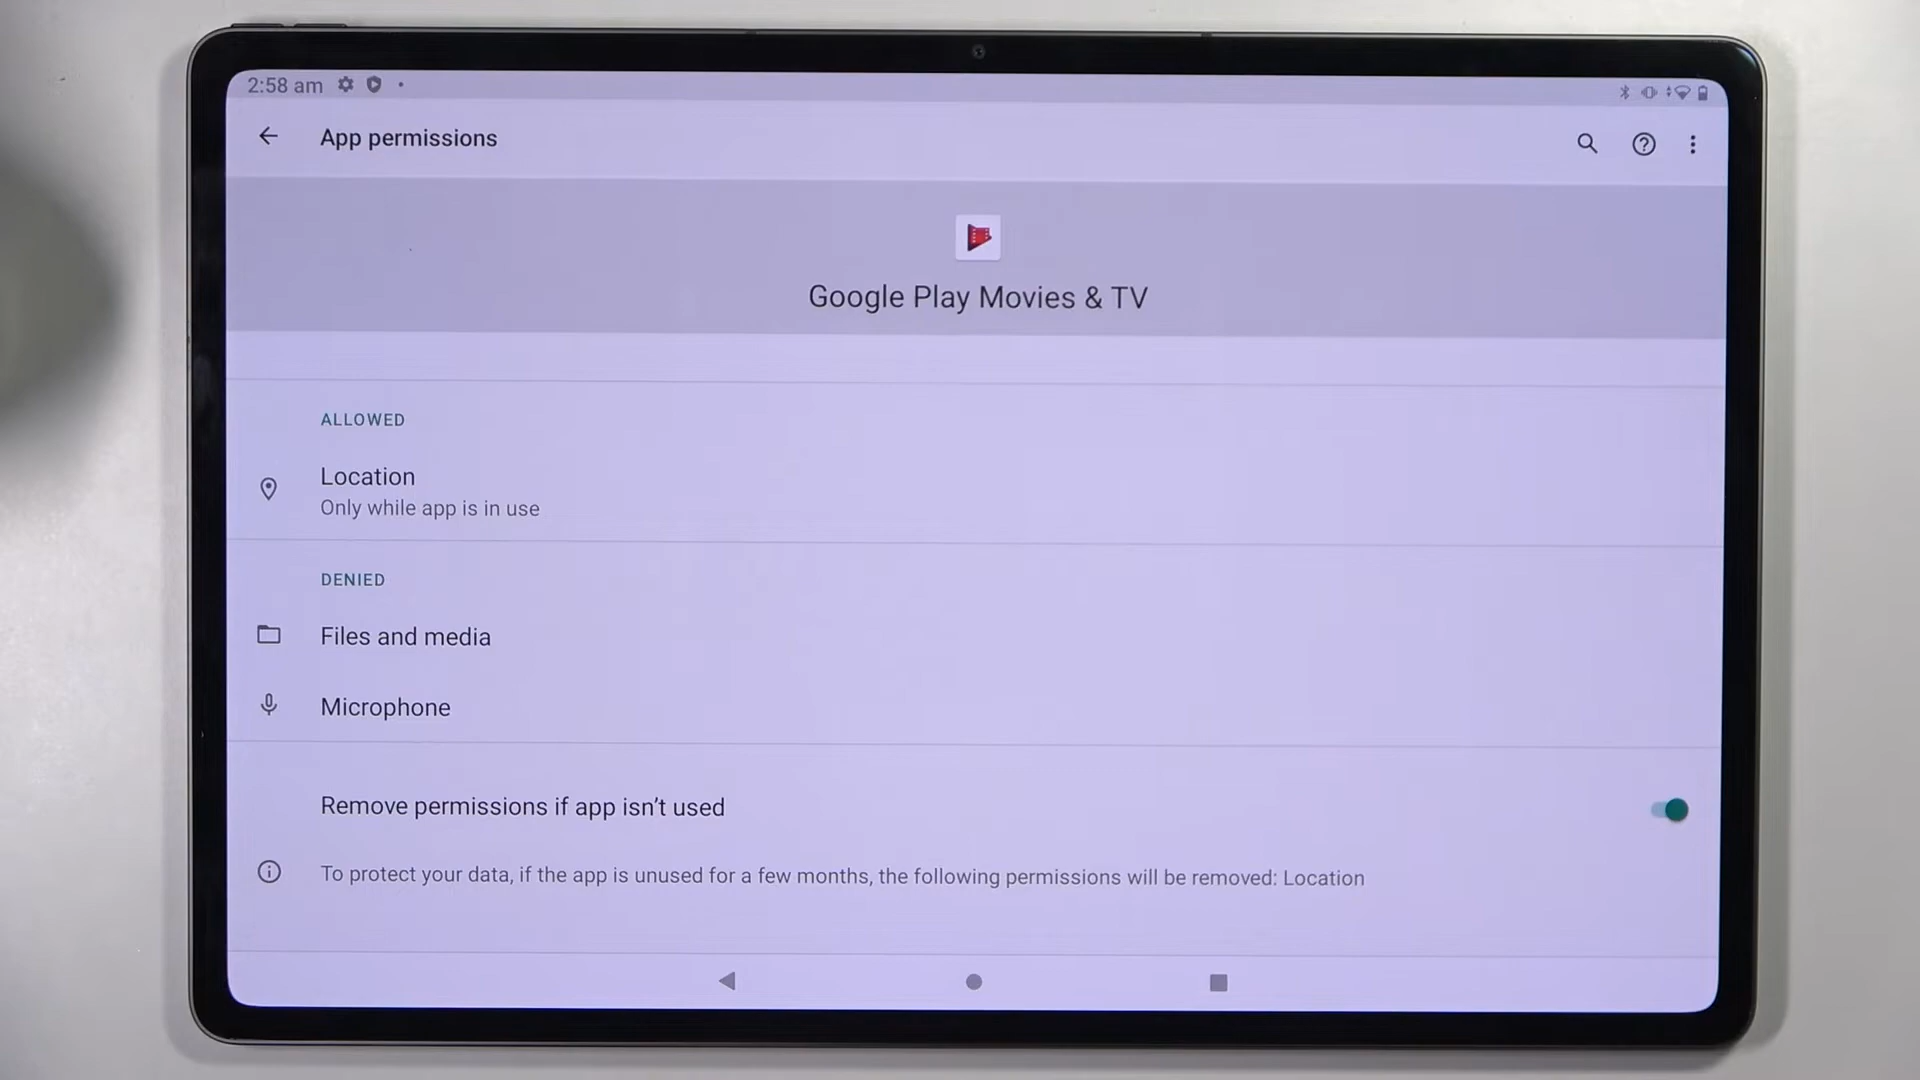 2:58 am
App permissions
Google Play Movies & TV
ALLOWED
Location
Only while app is in use
DENIED
Files and media
Microphone
Remove permissions if app isn’t used
To protect your data, if the app is unused for a few months, the following permissions will be removed: Location